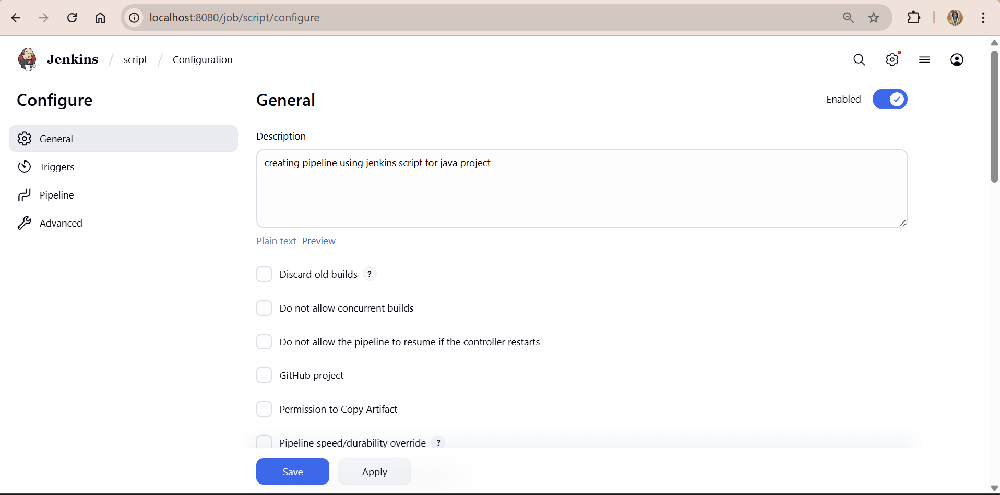 localhost:8080/job/script/configure
Jenkins / script / Configuration
Configure
General
Triggers
Pipeline
Advanced
General
Enabled
Description
creating pipeline using jenkins script for java project
Plain text Preview
Discard old builds ?
Do not allow concurrent builds
Do not allow the pipeline to resume if the controller restarts
GitHub project
Permission to Copy Artifact
Pipeline speed/durability override ?
Save Apply